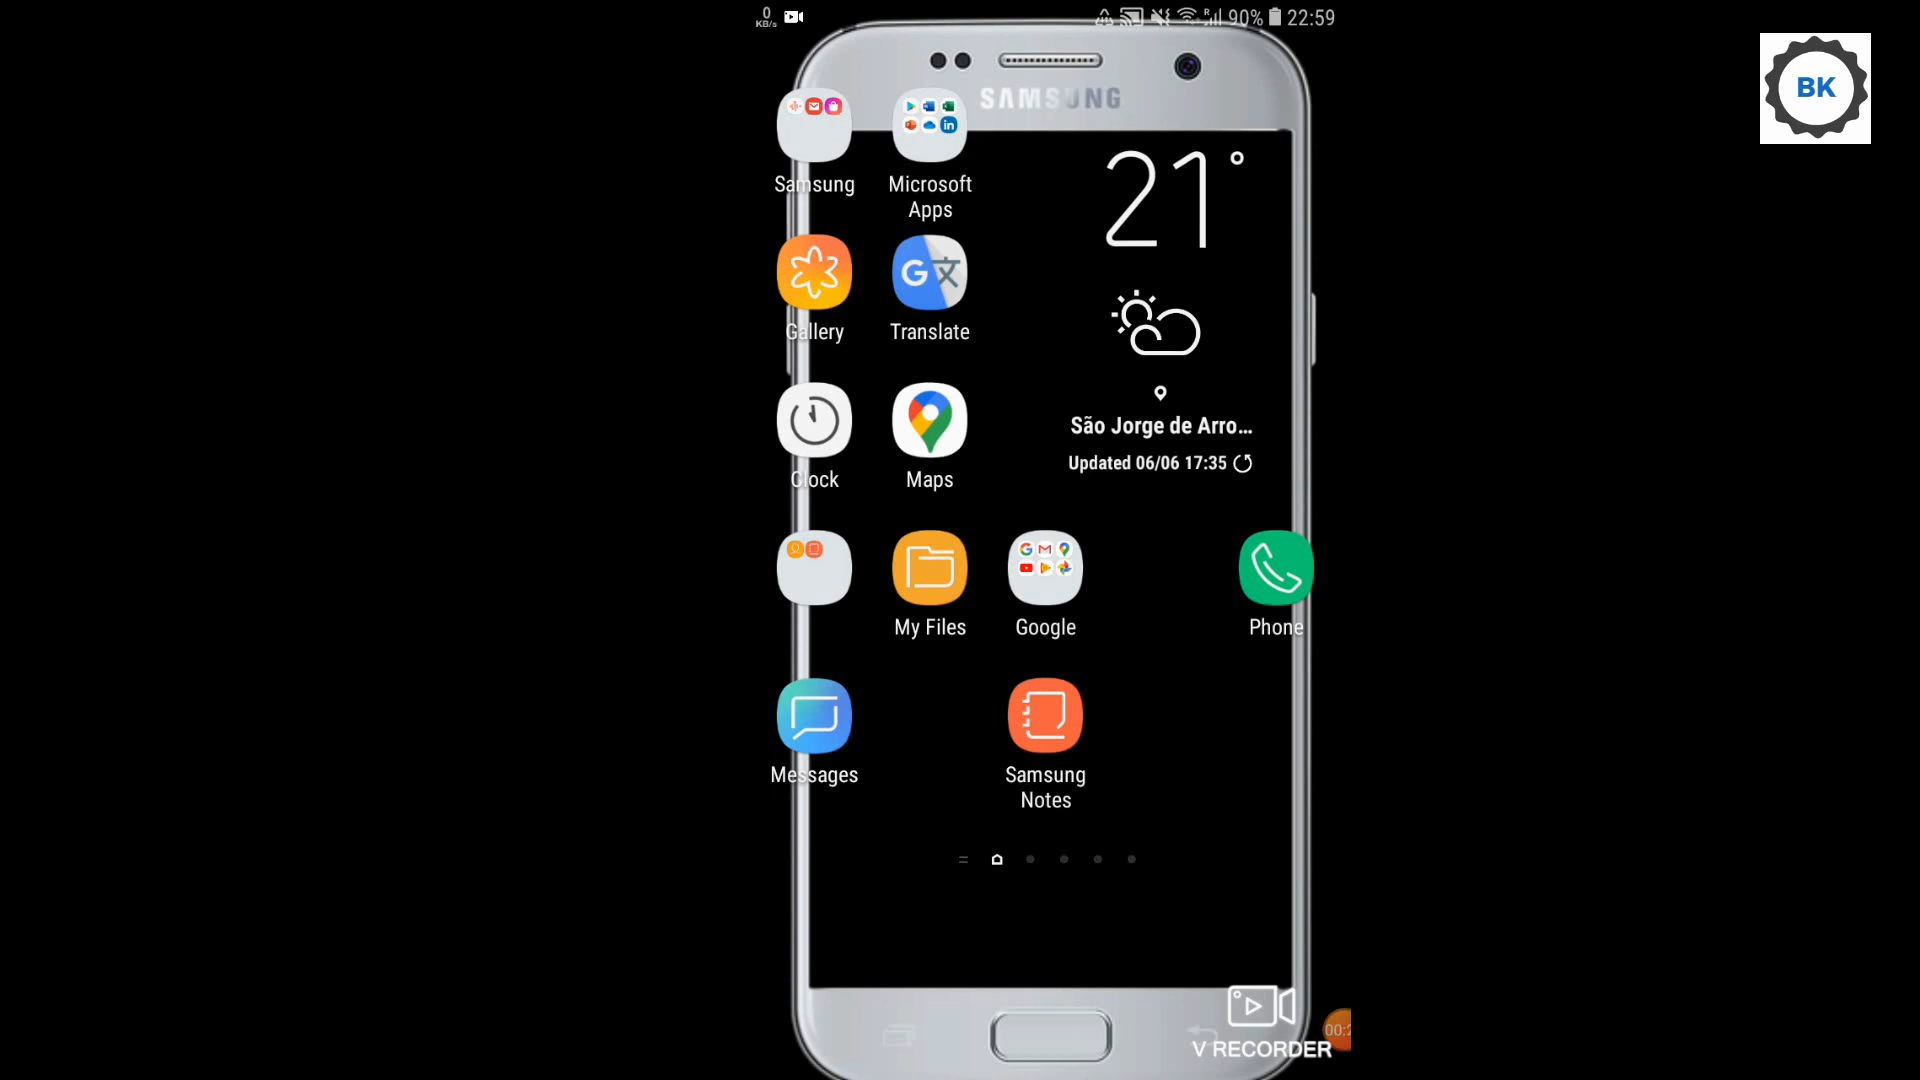 0
KB/s
R
90%
22:59
BK
SAMSUNG
Samsung
Microsoft
Apps
21°
Gallery
Translate
Clock
Maps
São Jorge de Arro...
Updated 06/06 17:35
My Files
Google
Phone
Messages
Samsung
Notes
V RECORDER